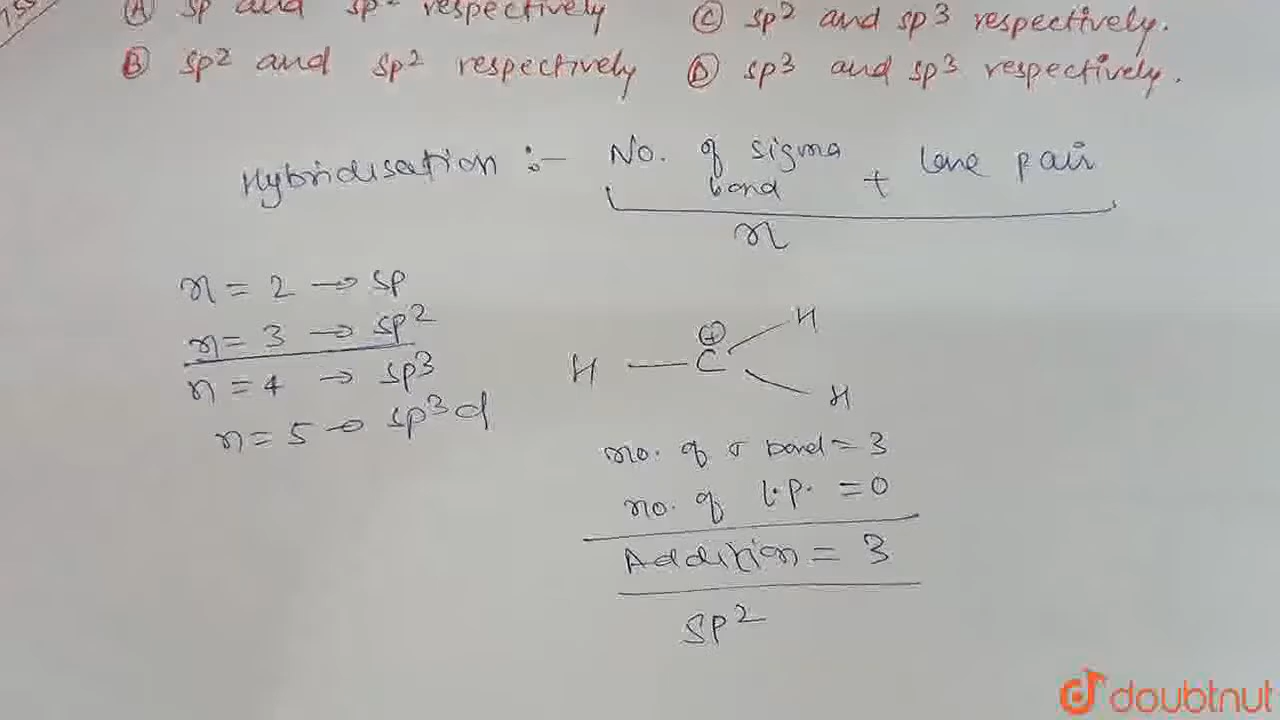 (A) sp and sp2 respectively (C) sp2 and sp3 respectively.
(B) sp2 and sp2 respectively (D) sp3 and sp3 respectively.
Hybridisation :- No. of sigma bond + lone pair
n
n = 2 → sp
n = 3 → sp2
n = 4 → sp3
n = 5 → sp3d
⊕ H
H — C
H
no. of σ bond = 3
no. of l.p. = 0
Addition = 3
sp2
doubtnut